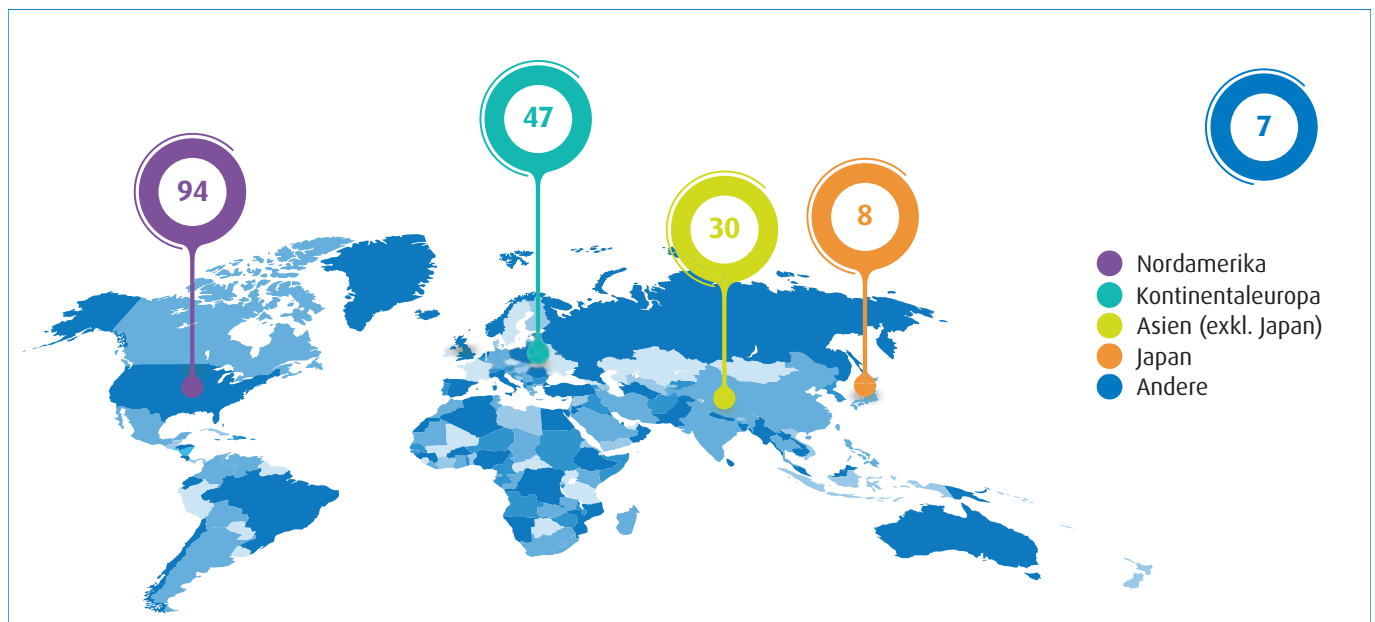 94
47
30
8
7
Nordamerika
Kontinentaleuropa
Asien (exkl. Japan)
Japan
Andere